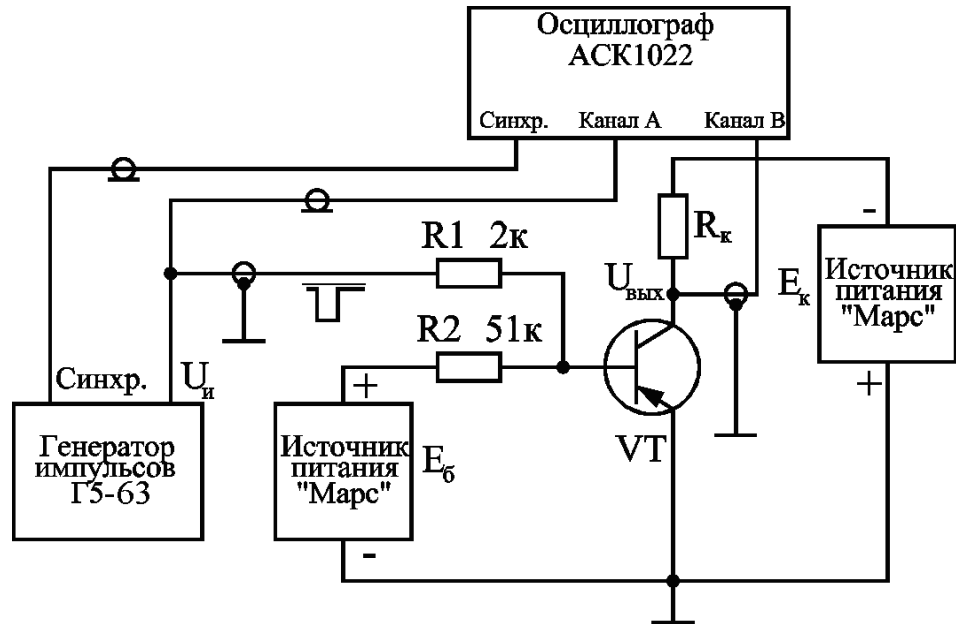 Осциллограф
АСК1022
Синхр. Канал А Канал В
R1 2к
Rк
-
Uвых
Eк
Источник
питания
"Марс"
R2 51к
+
Синхр. Uи
+
Генератор
импульсов
Г5-63
Источник
питания
"Марс"
Eб
VT
-